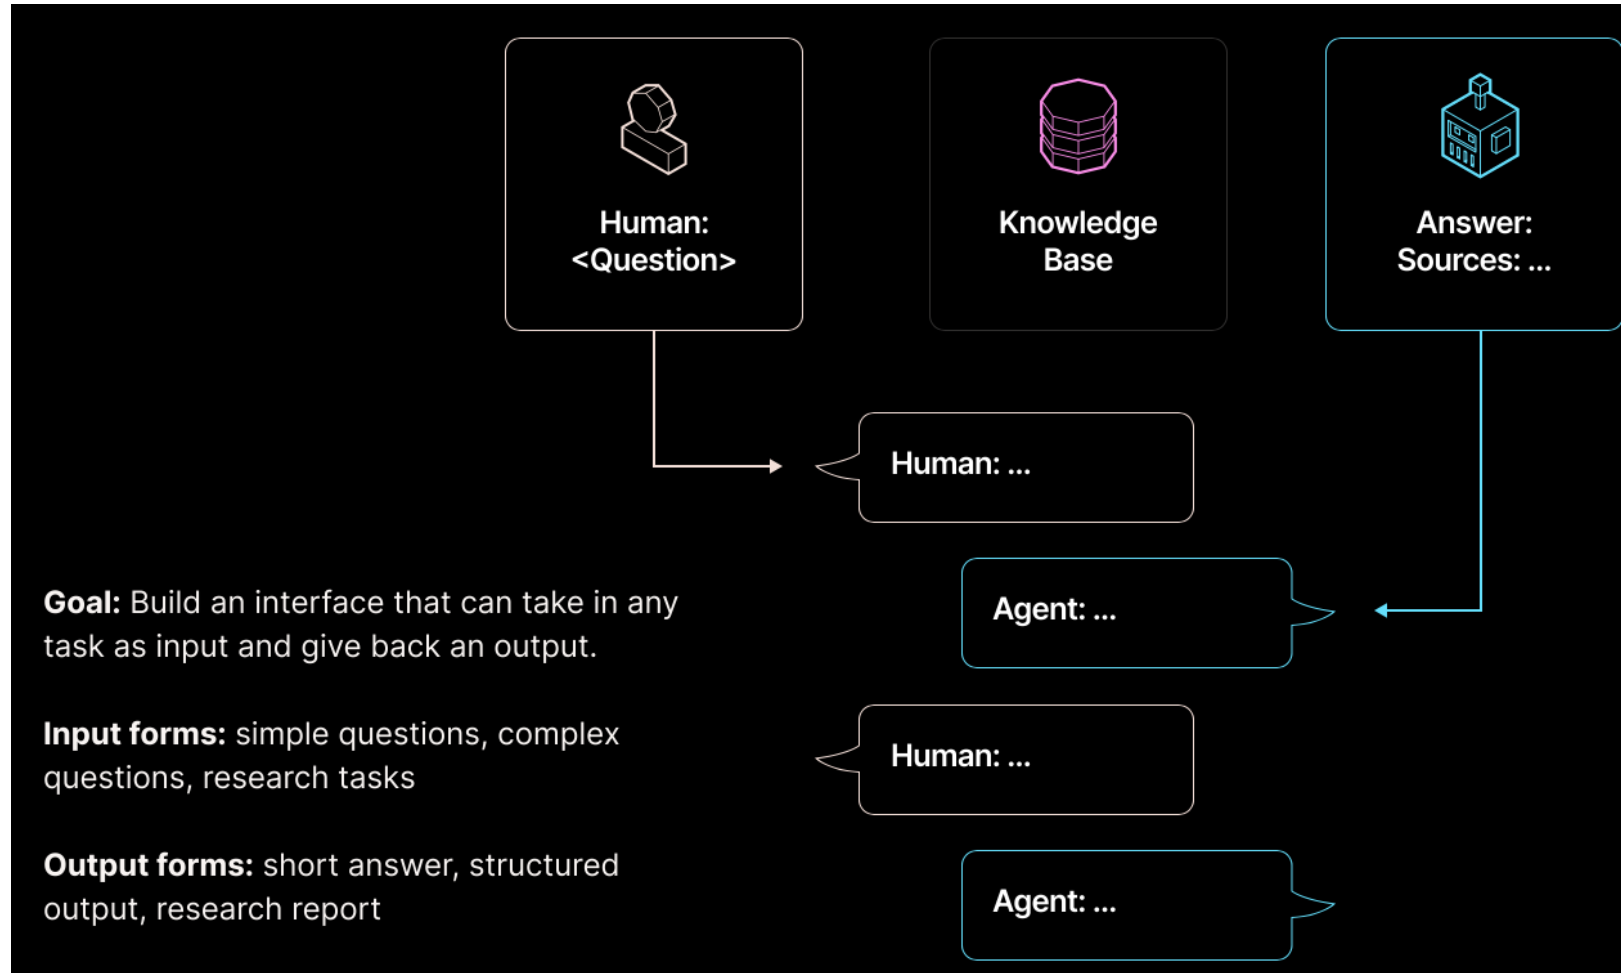 Human:
<Question>
Knowledge
Base
Answer:
Sources: ...
Human: ...
Agent: ...
Human: ...
Agent: ...
Goal: Build an interface that can take in any
task as input and give back an output.
Input forms: simple questions, complex
questions, research tasks
Output forms: short answer, structured
output, research report